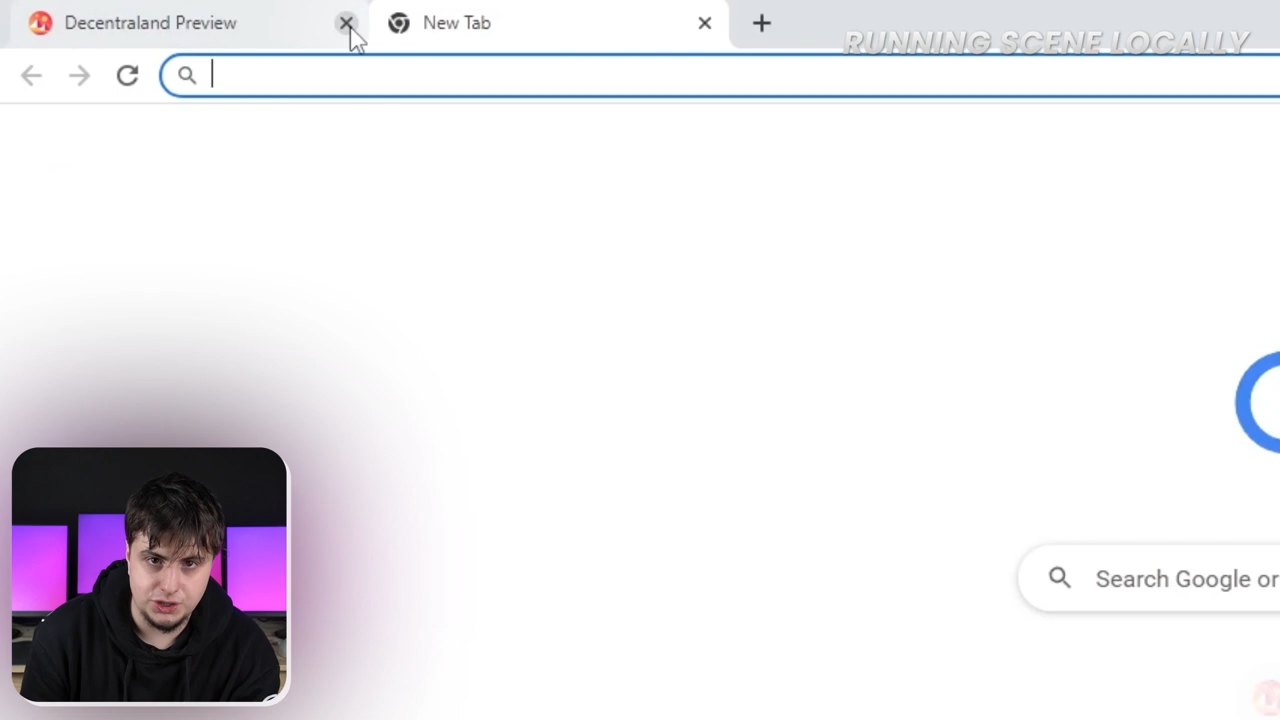 Decentraland Preview
New Tab
RUNNING SCENE LOCALLY
Search Google or